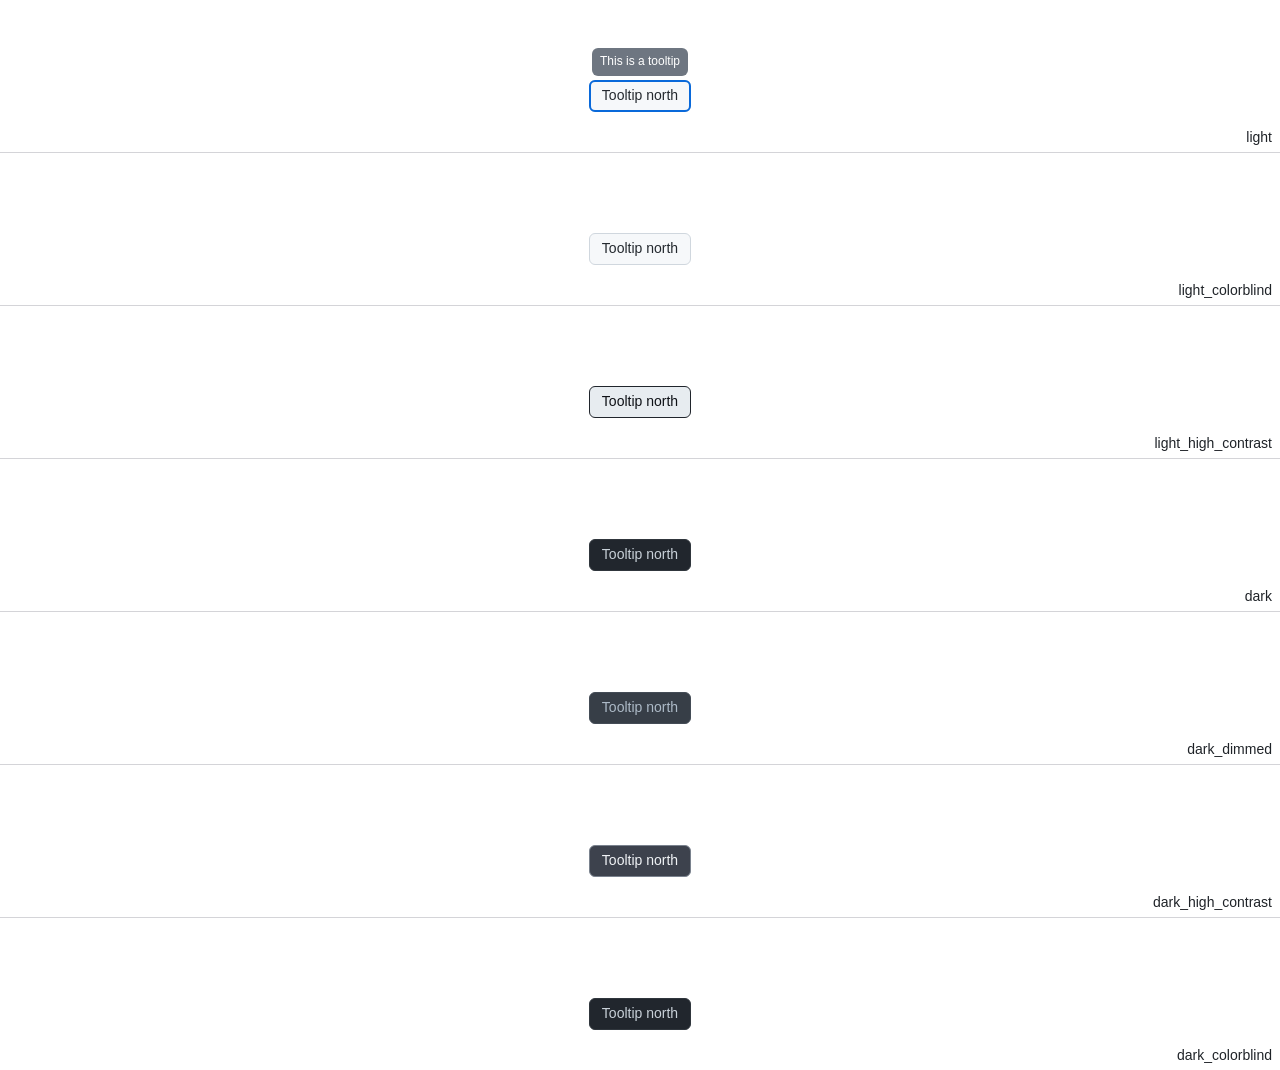 This is a tooltip
Tooltip north
light
Tooltip north
light_colorblind
Tooltip north
light_high_contrast
Tooltip north
dark
Tooltip north
dark_dimmed
Tooltip north
dark_high_contrast
Tooltip north
dark_colorblind